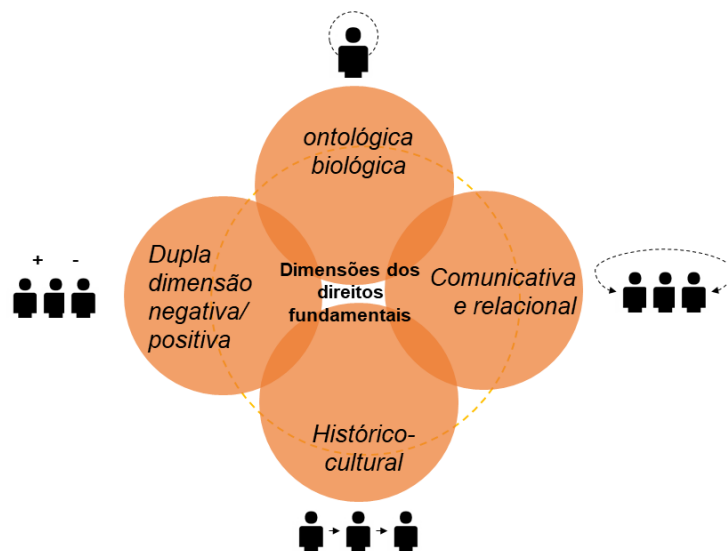 ontológica
biológica
+ -
Dupla
dimensão
negativa/
positiva
Dimensões dos
direitos
fundamentais
Comunicativa
e relacional
Histórico-
cultural